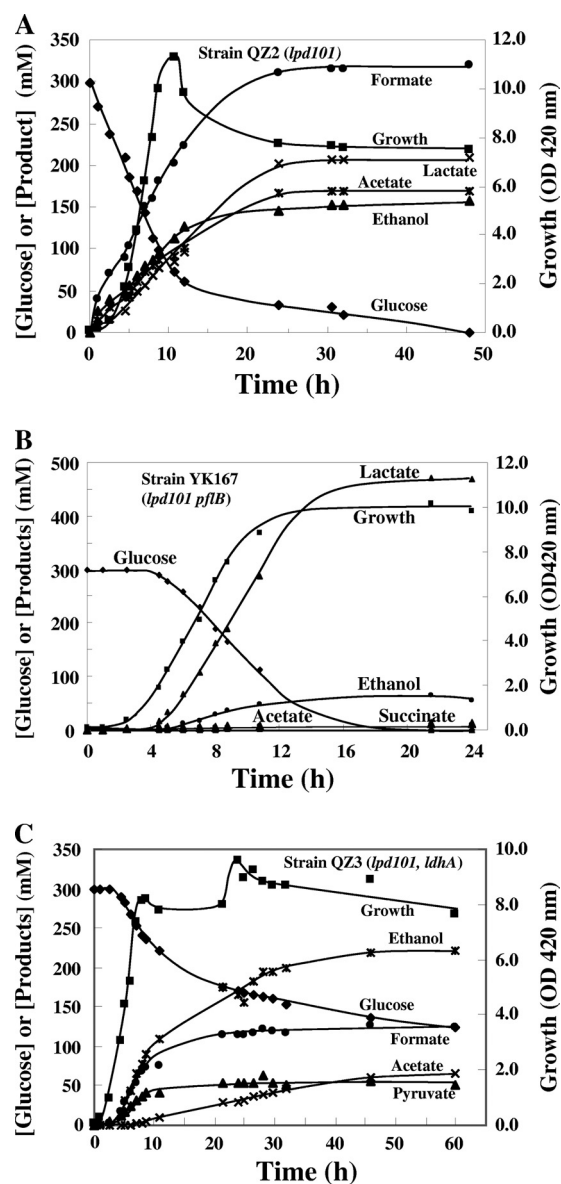 A
Strain QZ2 (lpd101)
[Glucose] or [Product] (mM)
350
300
250
200
150
100
50
0
Formate
Growth
Lactate
Acetate
Ethanol
Glucose
12.0
10.0
8.0
6.0
4.0
2.0
0.0
Growth (OD 420 nm)
0 10 20 30 40 50
Time (h)
B
Strain YK167
(lpd101 pflB)
[Glucose] or [Products] (mM)
500
400
300
200
100
0
Lactate
Growth
Glucose
Ethanol
Acetate
Succinate
12.0
10.0
8.0
6.0
4.0
2.0
0.0
Growth (OD420 nm)
0 4 8 12 16 20 24
Time (h)
C
Strain QZ3 (lpd101, ldhA)
[Glucose] or [Products] (mM)
350
300
250
200
150
100
50
0
Growth
Ethanol
Glucose
Formate
Acetate
Pyruvate
10.0
8.0
6.0
4.0
2.0
0.0
Growth (OD 420 nm)
0 10 20 30 40 50 60
Time (h)